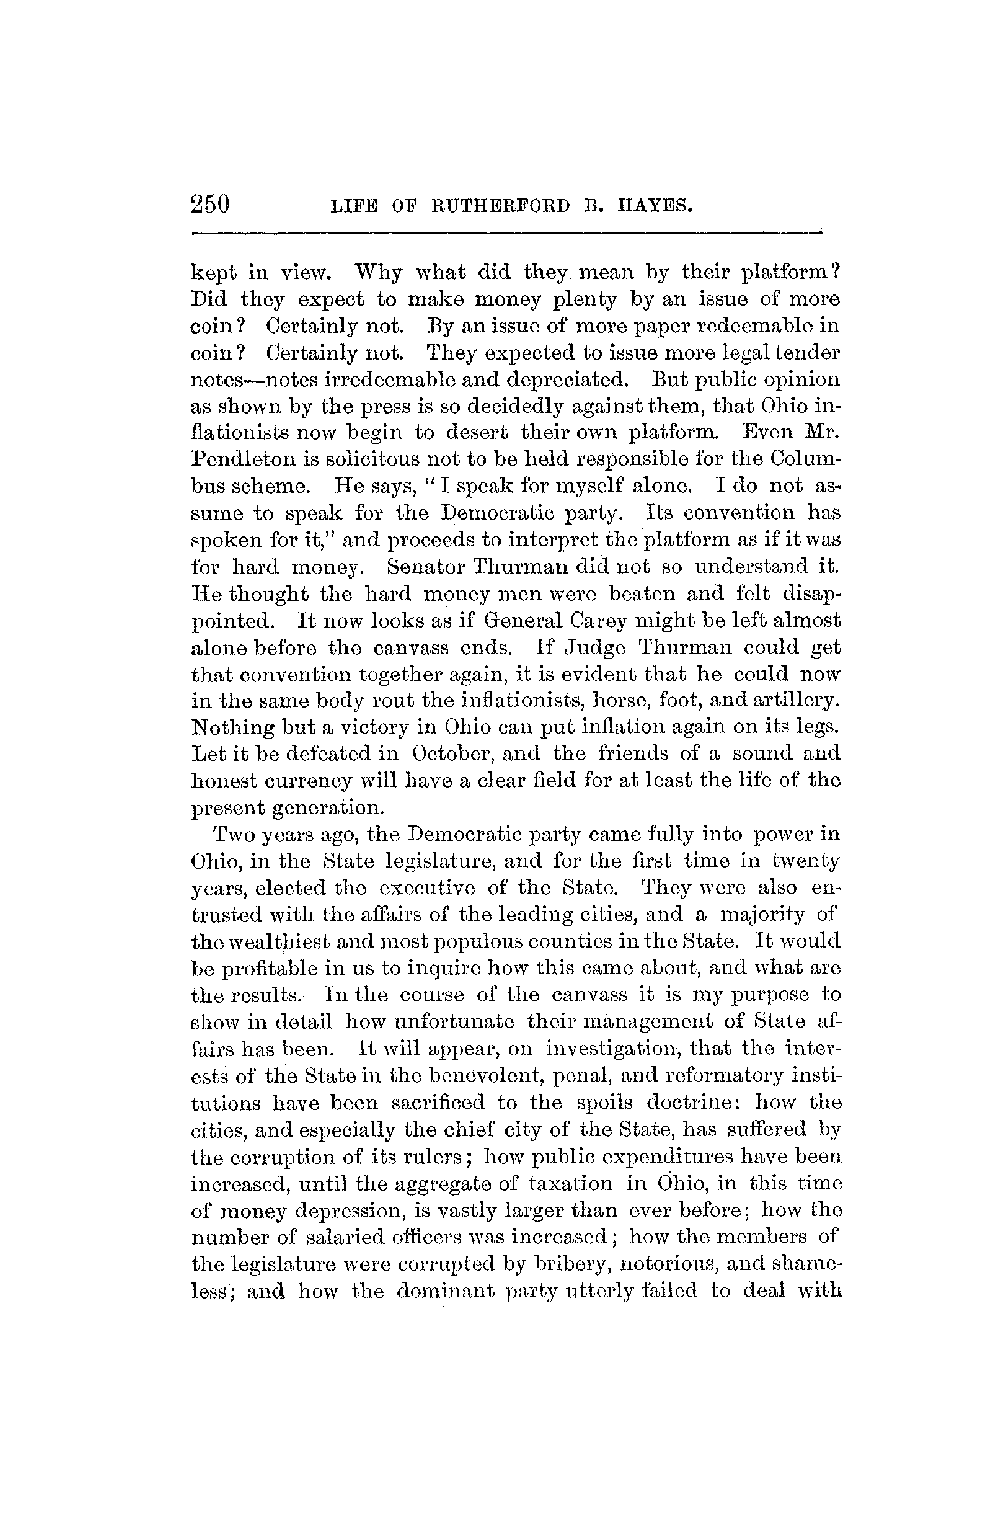 250 LIFE OF RUTHERFORD B. HAYES.
kept in view. Why what did they mean by their platform?
Did they expect to make money plenty by an issue of more
coin? Certainly not. By an issue of more paper redeemable in
coin? Certainly not. They expected to issue more legal tender
notes—notes irredeemable and depreciated. But public opinion
as shown by the press is so decidedly against them, that Ohio in-
flationists now begin to desert their own platform. Even Mr.
Pendleton is solicitous not to be held responsible for the Colum-
bus scheme. He says, "I speak for myself alone. I do not as-
sume to speak for the Democratic party. Its convention has
spoken for it," and proceeds to interpret the platform as if it was
for hard money. Senator Thurman did not so understand it.
He thought the hard money men were beaten and felt disap-
pointed. It now looks as if General Carey might be left almost
alone before the canvass ends. If Judge Thurman could get
that convention together again, it is evident that he could now
in the same body rout the inflationists, horse, foot, and artillery.
Nothing but a victory in Ohio can put inflation again on its legs.
Let it be defeated in October, and the friends of a sound and
honest currency will have a clear field for at least the life of the
present generation.
Two years ago, the Democratic party came fully into power in
Ohio, in the State legislature, and for the first time in twenty
years, elected the executive of the State. They were also en-
trusted with the affairs of the leading cities, and a majority of
the wealthiest and most populous counties in the State. It would
be profitable in us to inquire how this came about, and what are
the results. In the course of the canvass it is my purpose to
show in detail how unfortunate their management of State af-
fairs has been. It will appear, on investigation, that the inter-
ests of the State in the benevolent, penal, and reformatory insti-
tutions have been sacrificed to the spoils doctrine: how the
cities, and especially the chief city of the State, has suffered by
the corruption of its rulers; how public expenditures have been
increased, until the aggregate of taxation in Ohio, in this time
of money depression, is vastly larger than ever before; how the
number of salaried officers was increased; how the members of
the legislature were corrupted by bribery, notorious, and shame-
less; and how the dominant party utterly failed to deal with